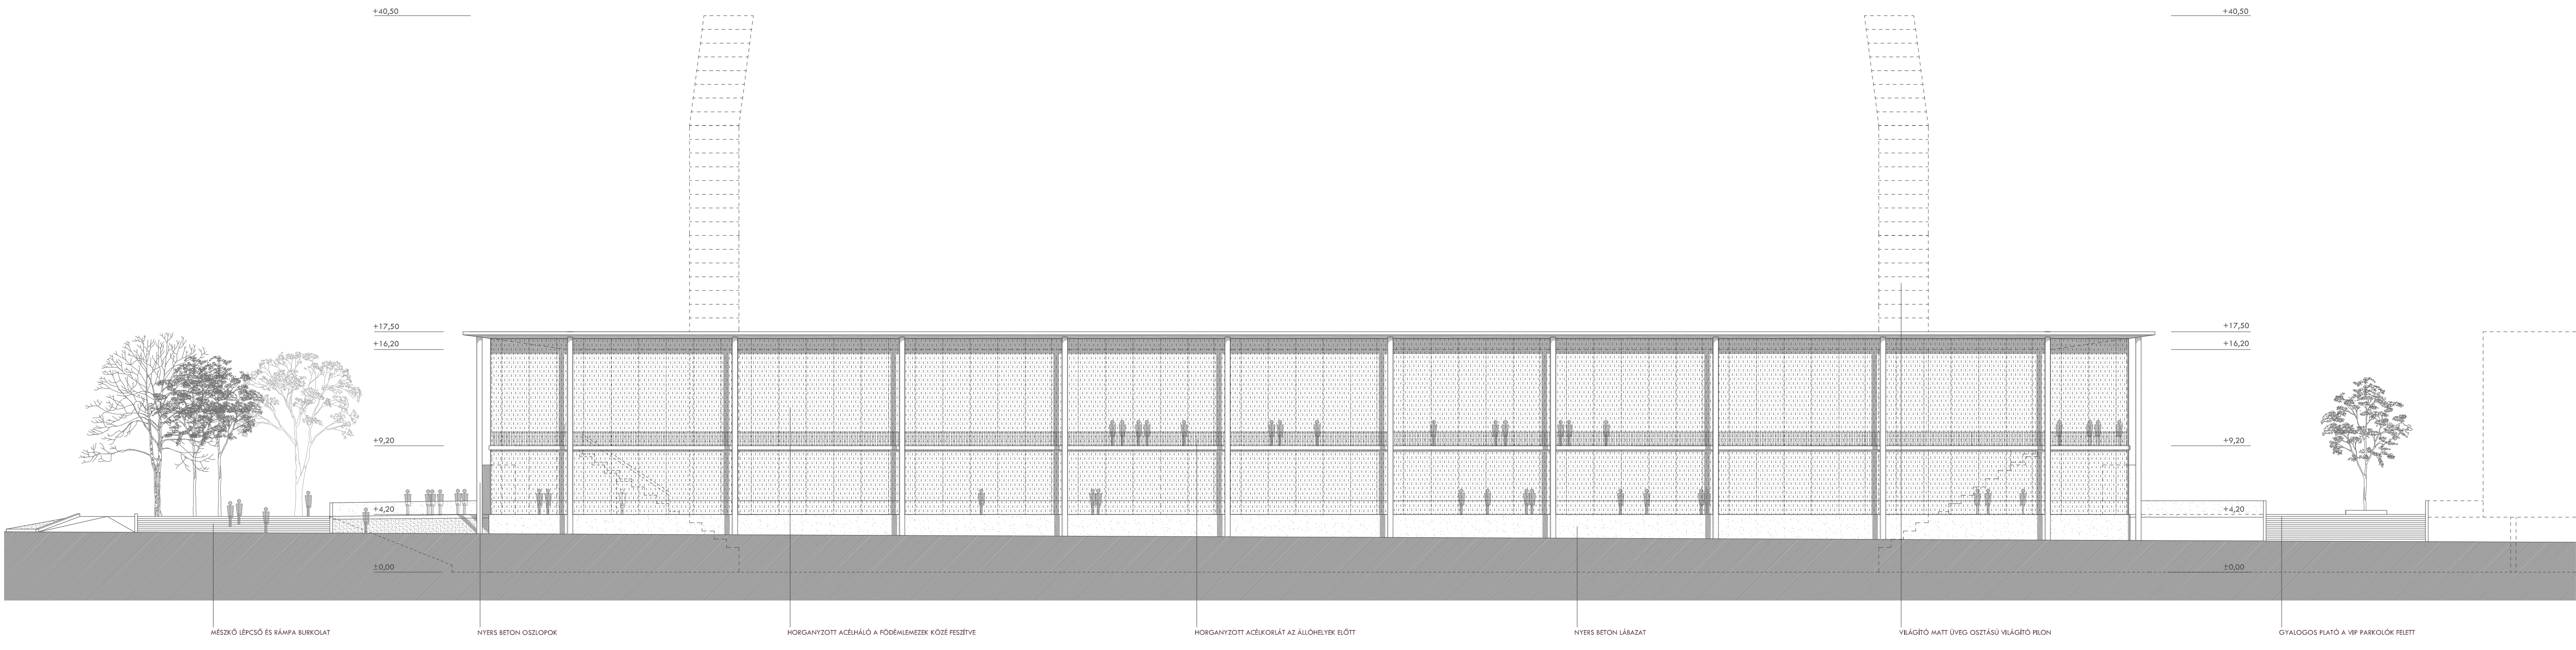 +40,50
+40,50
+17,50
+17,50
+16,20
+16,20
+9,20
+9,20
+4,20
+4,20
±0,00
±0,00
MÉSZKŐ LÉPCSŐ ÉS RÁMPA BURKOLAT
NYERS BETON OSZLOPOK
HORGANYZOTT ACÉLHÁLÓ A FÖDÉMLEMEZEK KÖZÉ FESZÍTVE
HORGANYZOTT ACÉLKORLÁT AZ ÁLLÓHELYEK ELŐTT
NYERS BETON LÁBAZAT
VILÁGÍTÓ MATT ÜVEG OSZTÁSÚ VILÁGÍTÓ PILON
GYALOGOS PLATÓ A VIP PARKOLÓK FELETT